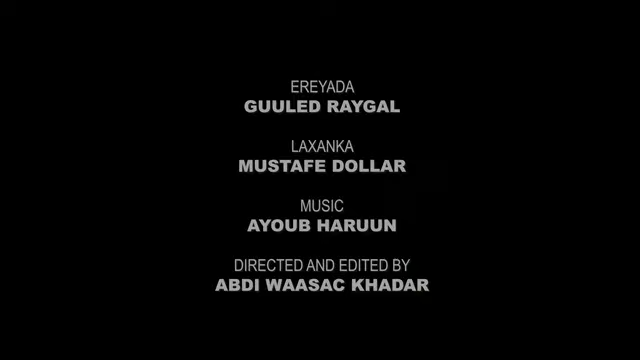 EREYADA
GUULED RAYGAL
LAXANKA
MUSTAFE DOLLAR
MUSIC
AYOUB HARUUN
DIRECTED AND EDITED BY
ABDI WAASAC KHADAR